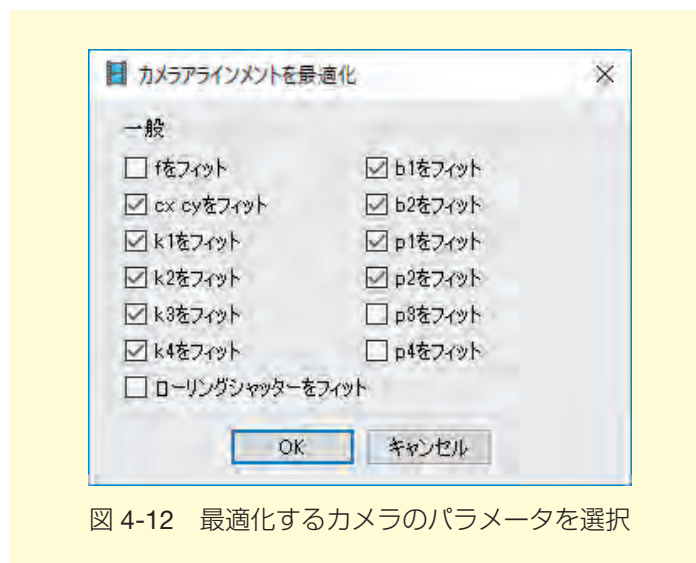 カメラアラインメントを最適化
一般
fをフィット
b1をフィット
cx cyをフィット
b2をフィット
k1をフィット
p1をフィット
k2をフィット
p2をフィット
k3をフィット
p3をフィット
k4をフィット
p4をフィット
ローリングシャッターをフィット
OK
キャンセル
図 4-12 最適化するカメラのパラメータを選択